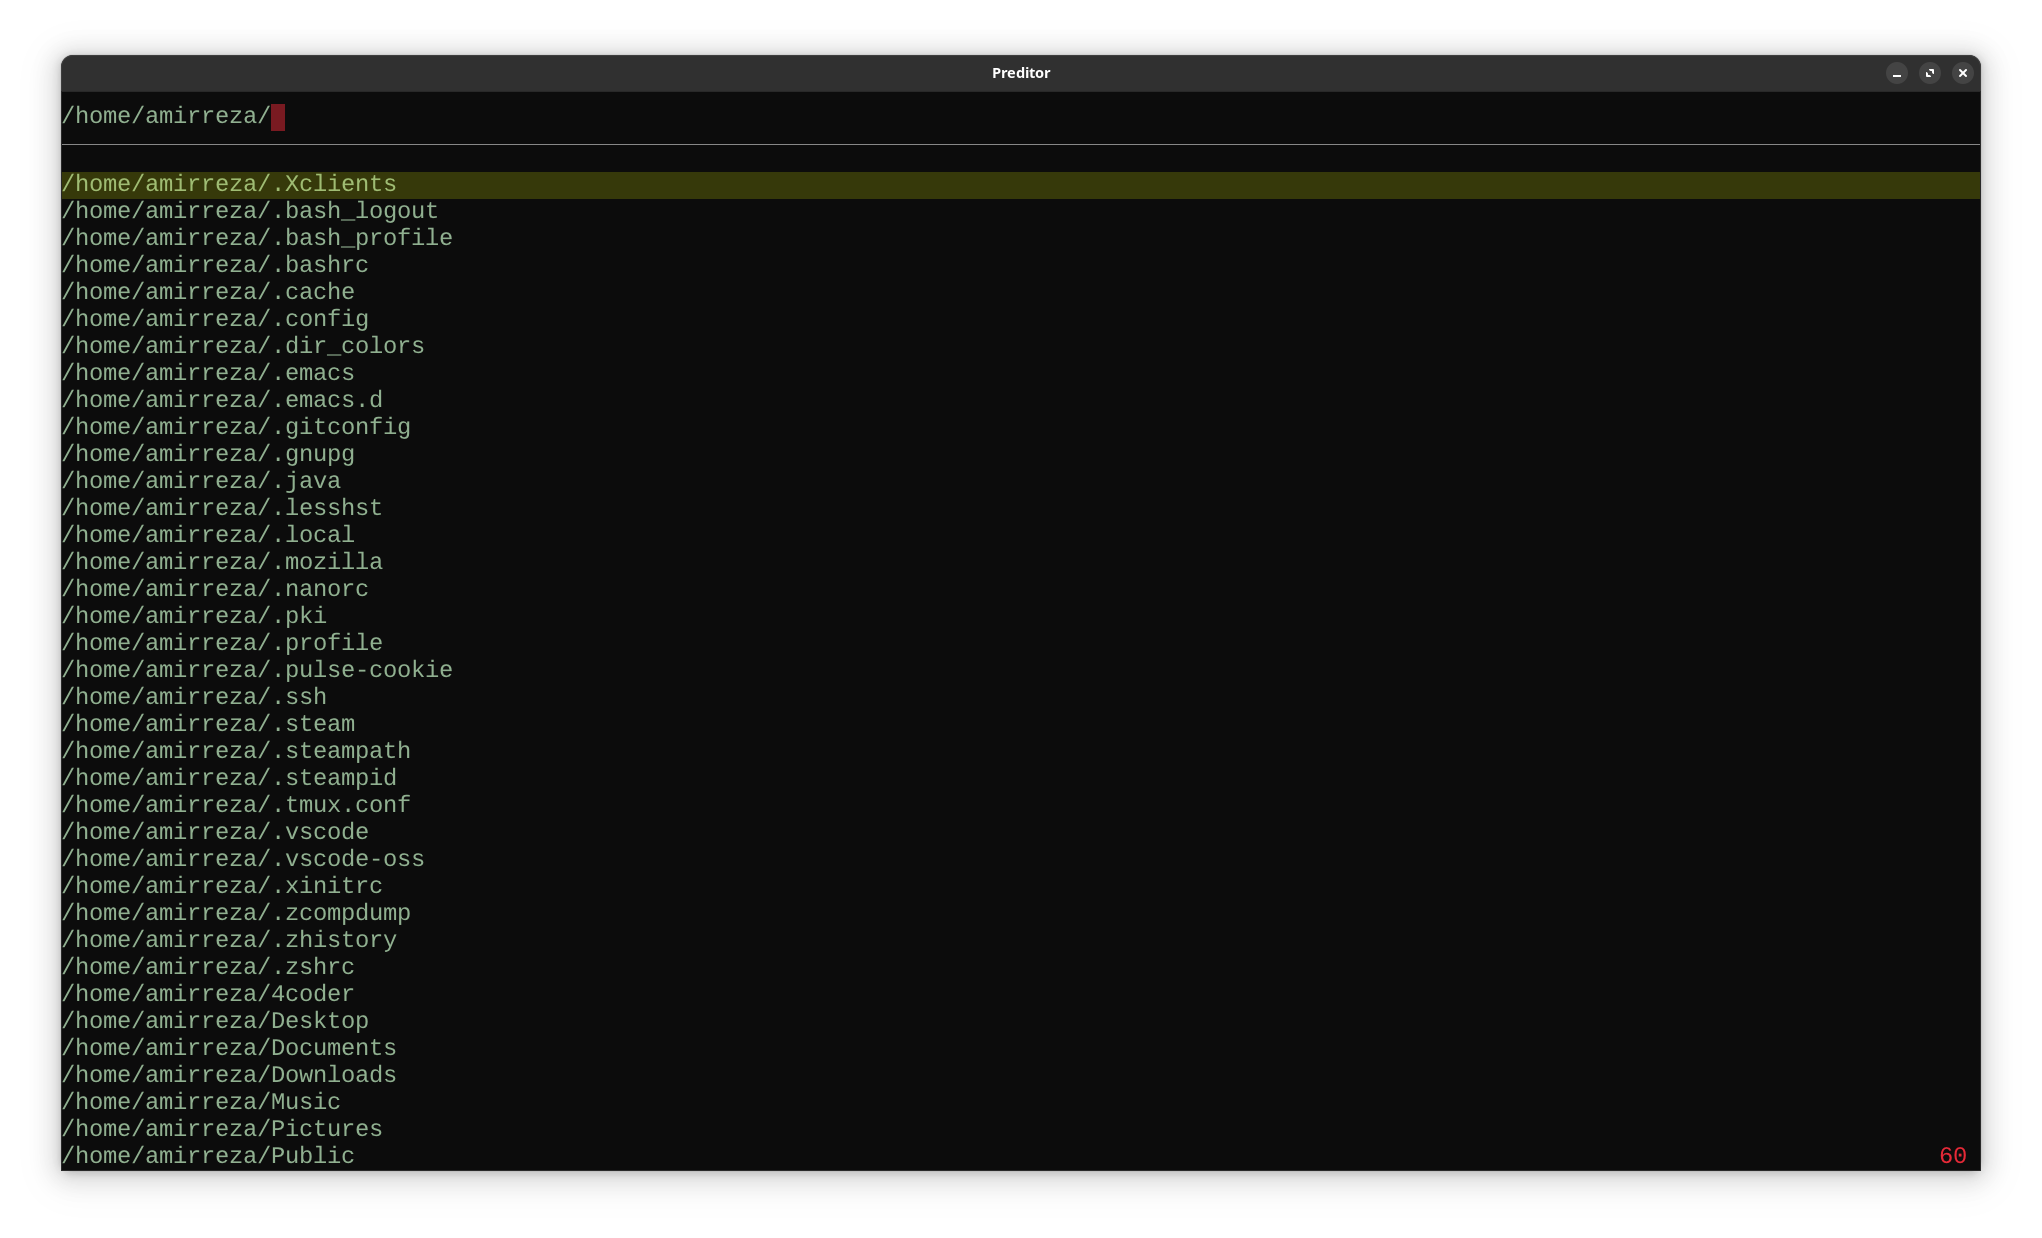 Preditor
/home/amirreza/
/home/amirreza/.Xclients
/home/amirreza/.bash_logout
/home/amirreza/.bash_profile
/home/amirreza/.bashrc
/home/amirreza/.cache
/home/amirreza/.config
/home/amirreza/.dir_colors
/home/amirreza/.emacs
/home/amirreza/.emacs.d
/home/amirreza/.gitconfig
/home/amirreza/.gnupg
/home/amirreza/.java
/home/amirreza/.lesshst
/home/amirreza/.local
/home/amirreza/.mozilla
/home/amirreza/.nanorc
/home/amirreza/.pki
/home/amirreza/.profile
/home/amirreza/.pulse-cookie
/home/amirreza/.ssh
/home/amirreza/.steam
/home/amirreza/.steampath
/home/amirreza/.steampid
/home/amirreza/.tmux.conf
/home/amirreza/.vscode
/home/amirreza/.vscode-oss
/home/amirreza/.xinitrc
/home/amirreza/.zcompdump
/home/amirreza/.zhistory
/home/amirreza/.zshrc
/home/amirreza/4coder
/home/amirreza/Desktop
/home/amirreza/Documents
/home/amirreza/Downloads
/home/amirreza/Music
/home/amirreza/Pictures
/home/amirreza/Public
60